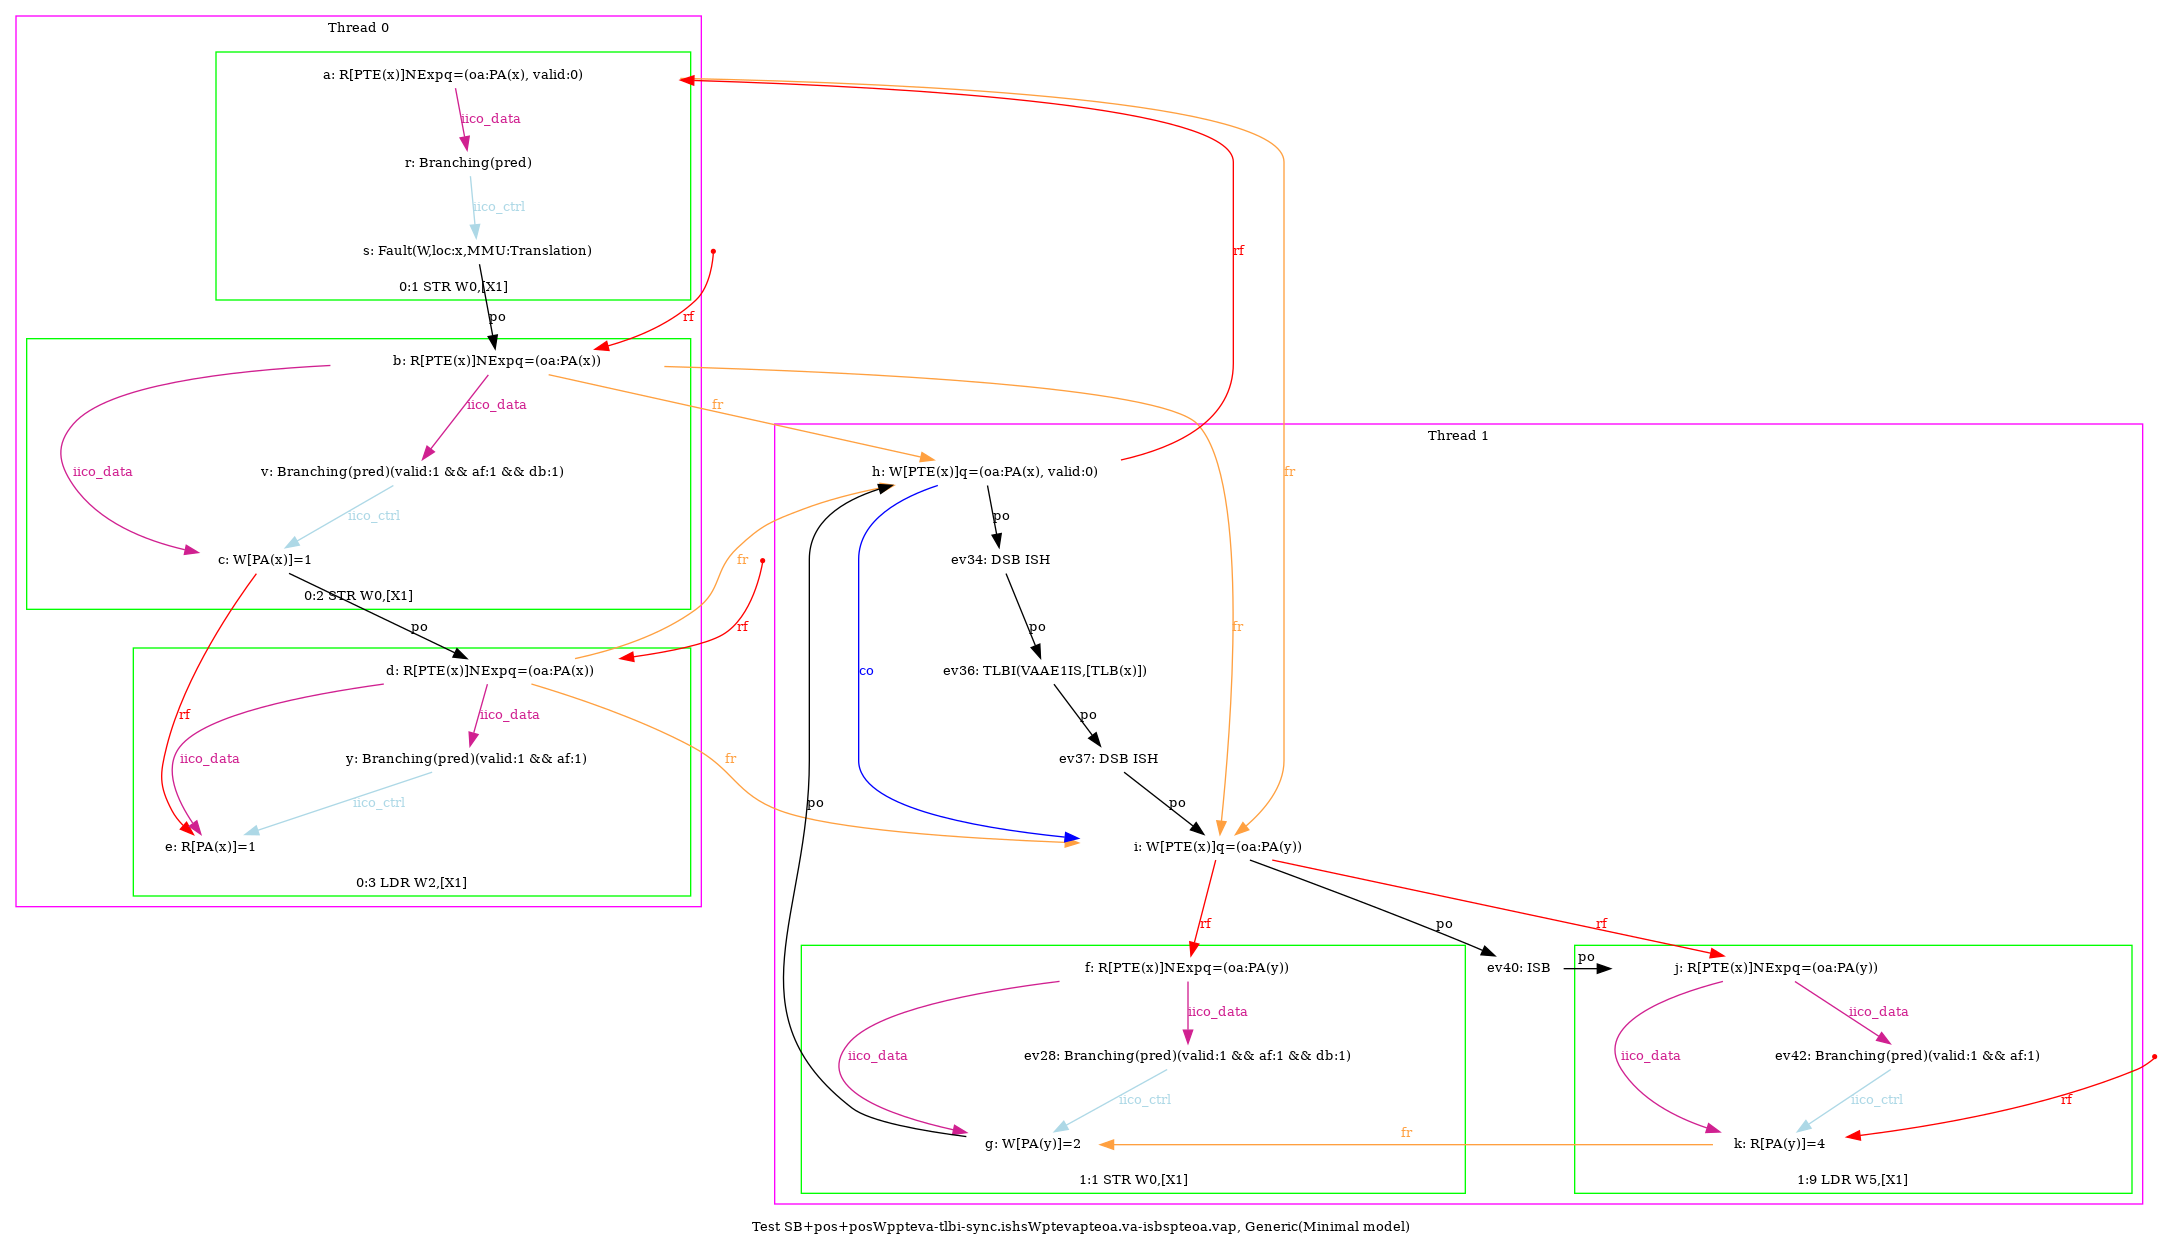 Thread 0
a: R[PTE(x)]NExpq=(oa:PA(x), valid:0)
iico_data
r: Branching(pred)
iico_ctrl
s: Fault(W,loc:x,MMU:Translation)
rf
0:1 STR W0,[X1]
po
rf
b: R[PTE(x)]NExpq=(oa:PA(x))
iico_data
fr
Thread 1
iico_data
v: Branching(pred)(valid:1 && af:1 && db:1)
h: W[PTE(x)]q=(oa:PA(x), valid:0)
fr
iico_ctrl
po
c: W[PA(x)]=1
fr
ev34: DSB ISH
0:2 STR W0,[X1]
po
rf
po
fr
d: R[PTE(x)]NExpq=(oa:PA(x))
co
ev36: TLBI(VAAE1IS,[TLB(x)])
rf
iico_data
po
iico_data
y: Branching(pred)(valid:1 && af:1)
fr
ev37: DSB ISH
iico_ctrl
po
po
e: R[PA(x)]=1
i: W[PTE(x)]q=(oa:PA(y))
0:3 LDR W2,[X1]
rf
po
rf
f: R[PTE(x)]NExpq=(oa:PA(y))
ev40: ISB
po
j: R[PTE(x)]NExpq=(oa:PA(y))
iico_data
iico_data
iico_data
ev28: Branching(pred)(valid:1 && af:1 && db:1)
iico_data
ev42: Branching(pred)(valid:1 && af:1)
iico_ctrl
iico_ctrl
rf
g: W[PA(y)]=2
fr
k: R[PA(y)]=4
1:1 STR W0,[X1]
1:9 LDR W5,[X1]
Test SB+pos+posWppteva-tlbi-sync.ishsWptevapteoa.va-isbspteoa.vap, Generic(Minimal model)